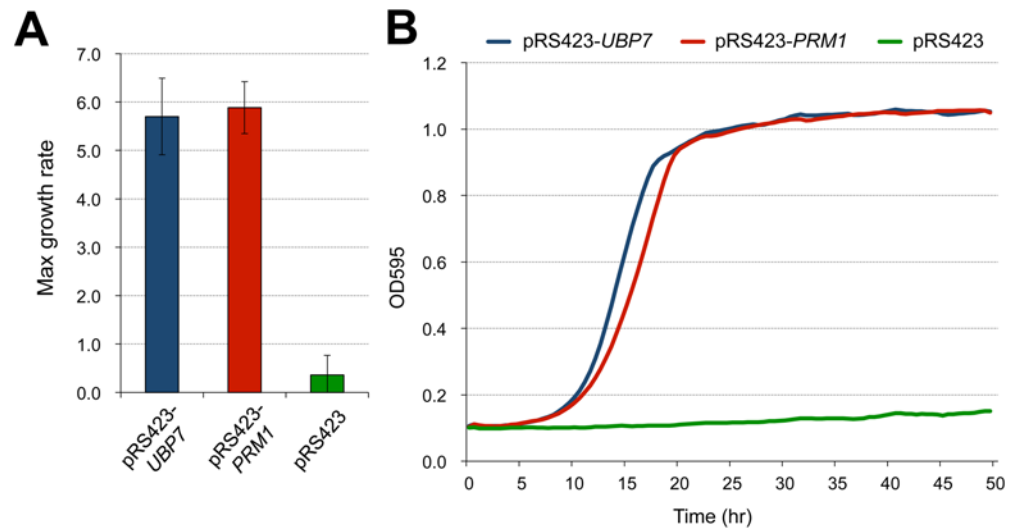 A
7.0
6.0
5.0
4.0
3.0
2.0
1.0
0.0
Max growth rate
pRS423-
UBP7
pRS423-
PRM1
pRS423
B
pRS423-UBP7 pRS423-PRM1 pRS423
1.2
1.0
0.8
0.6
0.4
0.2
0.0
OD595
0 5 10 15 20 25 30 35 40 45 50
Time (hr)